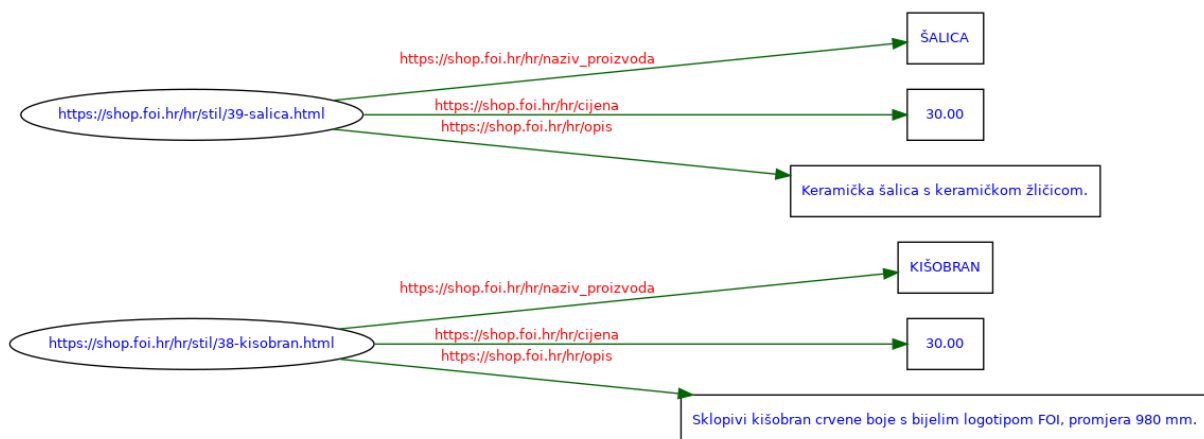 ŠALICA
https://shop.foi.hr/hr/naziv_proizvoda
https://shop.foi.hr/hr/stil/39-salica.html
https://shop.foi.hr/hr/cijena
30.00
https://shop.foi.hr/hr/opis
Keramička šalica s keramičkom žličicom.
KIŠOBRAN
https://shop.foi.hr/hr/naziv_proizvoda
https://shop.foi.hr/hr/stil/38-kisobran.html
https://shop.foi.hr/hr/cijena
30.00
https://shop.foi.hr/hr/opis
Sklopivi kišobran crvene boje s bijelim logotipom FOI, promjera 980 mm.